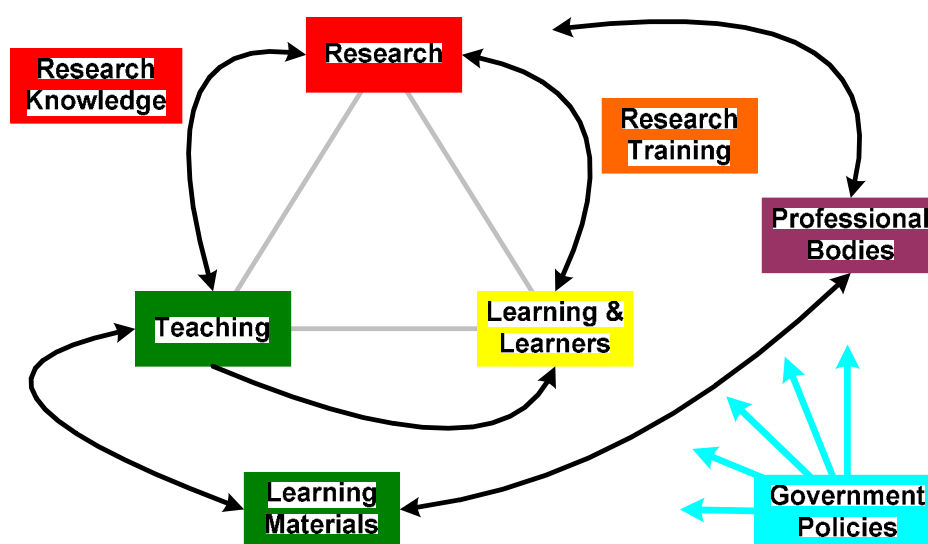 Research
Research
Knowledge
Research
Training
Professional
Bodies
Teaching
Learning &
Learners
Learning
Materials
Government
Policies